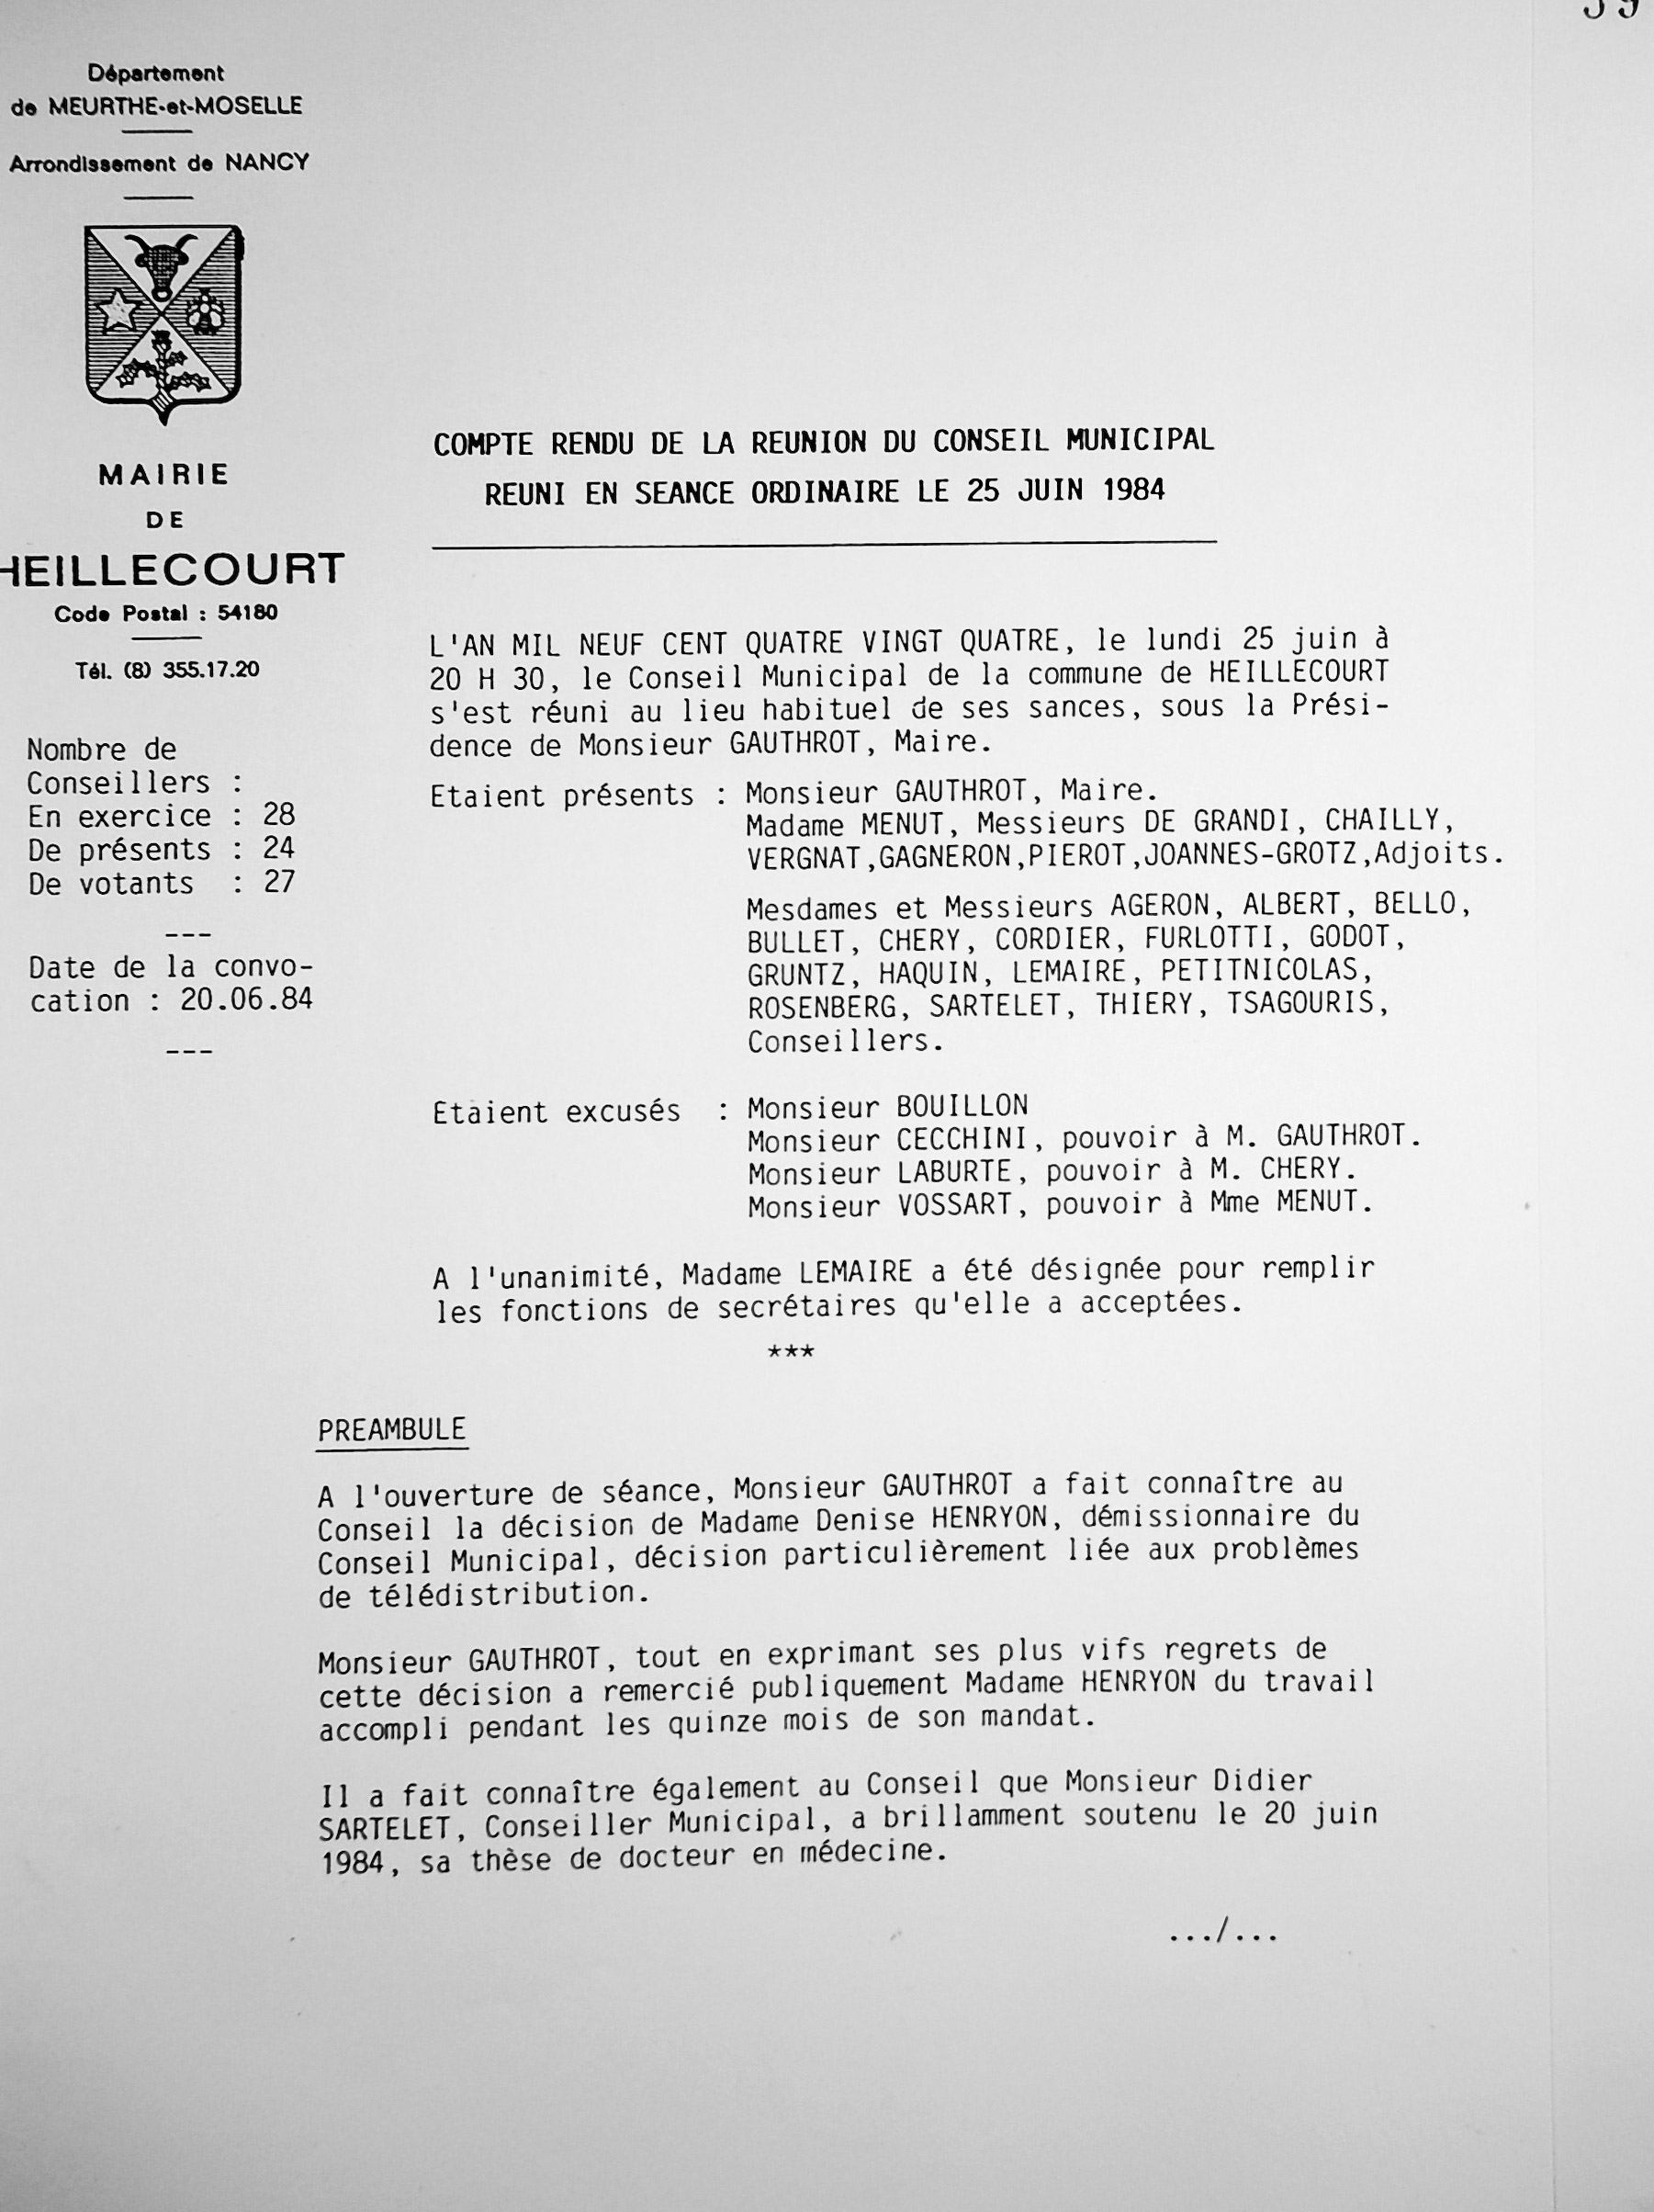 Département
de MEURTHE-et-MOSELLE
Arrondissement de NANCY
MAIRIE
DE
HEILLECOURT
Code Postal : 54180
Tél. (8) 355.17.20
Nombre de
Conseillers :
En exercice : 28
De présents : 24
De votants : 27
---
Date de la convo-
cation : 20.06.84
---
COMPTE RENDU DE LA REUNION DU CONSEIL MUNICIPAL
REUNI EN SEANCE ORDINAIRE LE 25 JUIN 1984
L'AN MIL NEUF CENT QUATRE VINGT QUATRE, le lundi 25 juin à
20 H 30, le Conseil Municipal de la commune de HEILLECOURT
s'est réuni au lieu habituel de ses sances, sous la Prési-
dence de Monsieur GAUTHROT, Maire.
Etaient présents : Monsieur GAUTHROT, Maire.
Madame MENUT, Messieurs DE GRANDI, CHAILLY,
VERGNAT,GAGNERON,PIEROT,JOANNES-GROTZ,Adjoits.
Mesdames et Messieurs AGERON, ALBERT, BELLO,
BULLET, CHERY, CORDIER, FURLOTTI, GODOT,
GRUNTZ, HAQUIN, LEMAIRE, PETITNICOLAS,
ROSENBERG, SARTELET, THIERY, TSAGOURIS,
Conseillers.
Etaient excusés : Monsieur BOUILLON
Monsieur CECCHINI, pouvoir à M. GAUTHROT.
Monsieur LABURTE, pouvoir à M. CHERY.
Monsieur VOSSART, pouvoir à Mme MENUT.
A l'unanimité, Madame LEMAIRE a été désignée pour remplir
les fonctions de secrétaires qu'elle a acceptées.
***
PREAMBULE
A l'ouverture de séance, Monsieur GAUTHROT a fait connaître au
Conseil la décision de Madame Denise HENRYON, démissionnaire du
Conseil Municipal, décision particulièrement liée aux problèmes
de télédistribution.
Monsieur GAUTHROT, tout en exprimant ses plus vifs regrets de
cette décision a remercié publiquement Madame HENRYON du travail
accompli pendant les quinze mois de son mandat.
Il a fait connaître également au Conseil que Monsieur Didier
SARTELET, Conseiller Municipal, a brillamment soutenu le 20 juin
1984, sa thèse de docteur en médecine.
.../...